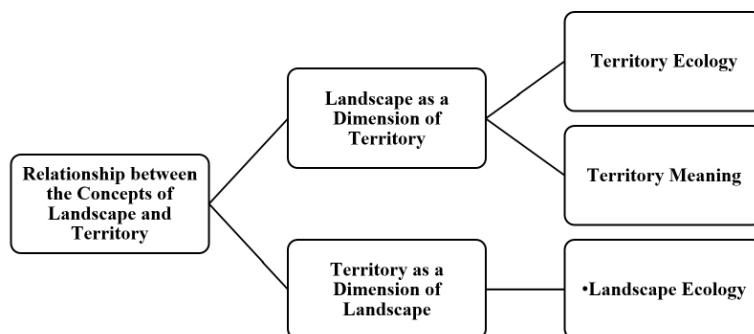 Relationship between
the Concepts of
Landscape and
Territory
Landscape as a
Dimension of
Territory
Territory as a
Dimension of
Landscape
Territory Ecology
Territory Meaning
•Landscape Ecology